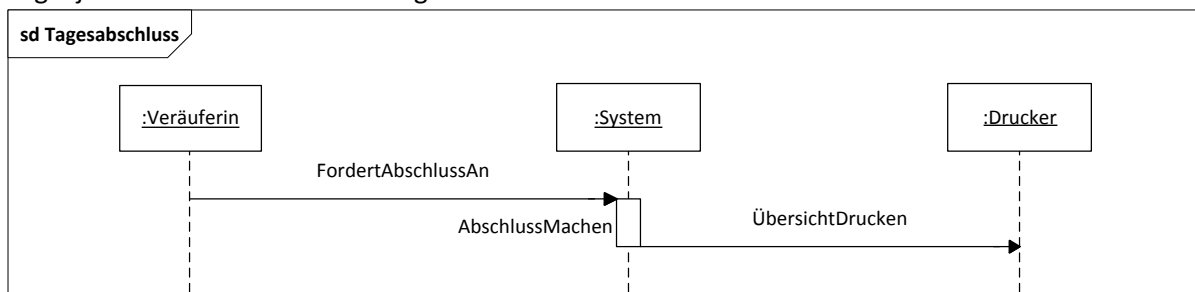 sd Tagesabschluss
:Veräuferin
:System
:Drucker
FordertAbschlussAn
AbschlussMachen
ÜbersichtDrucken